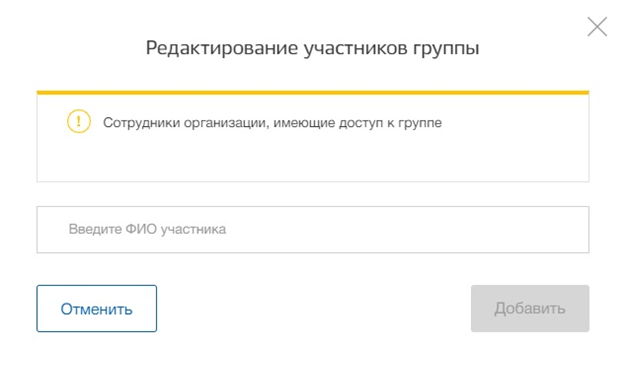 Редактирование участников группы
Сотрудники организации, имеющие доступ к группе
Введите ФИО участника
Отменить
Добавить